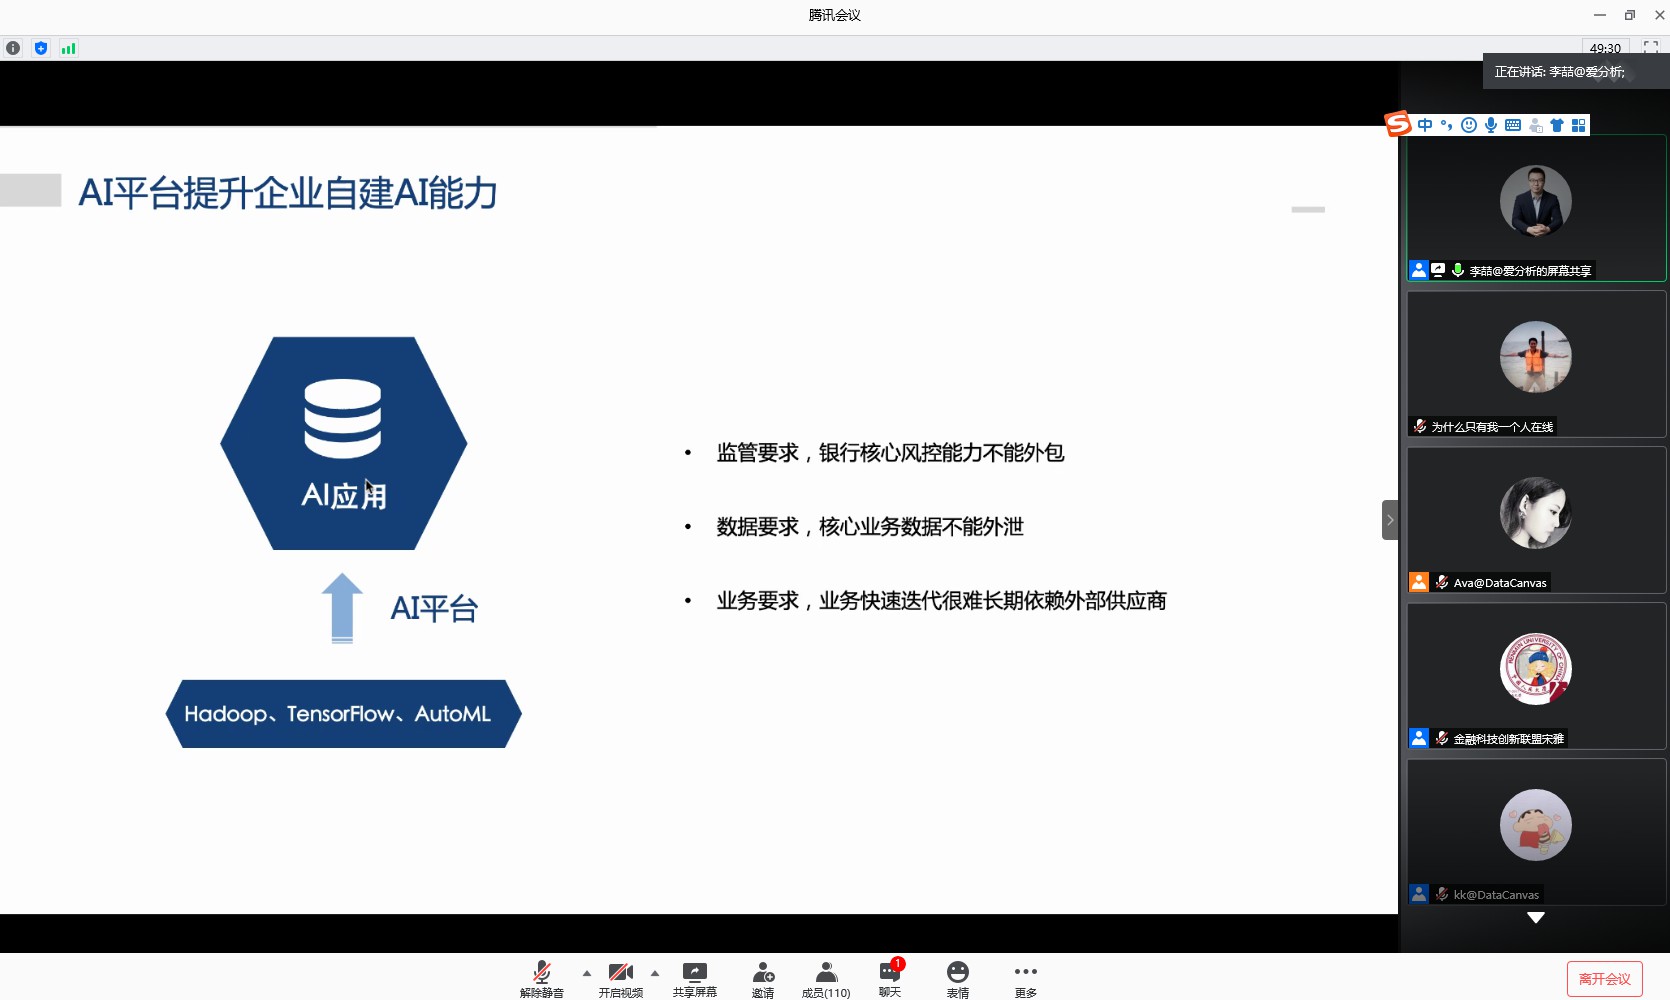 腾讯会议
49:30
正在讲话: 李喆@爱分析;
中
AI平台提升企业自建AI能力
AI应用
AI平台
Hadoop、TensorFlow、AutoML
• 监管要求，银行核心风控能力不能外包
• 数据要求，核心业务数据不能外泄
• 业务要求，业务快速迭代很难长期依赖外部供应商
李喆@爱分析的屏幕共享
为什么只有我一个人在线
Ava@DataCanvas
金融科技创新联盟宋雅
kk@DataCanvas
解除静音
开启视频
共享屏幕
邀请
成员(110)
1
聊天
表情
更多
离开会议